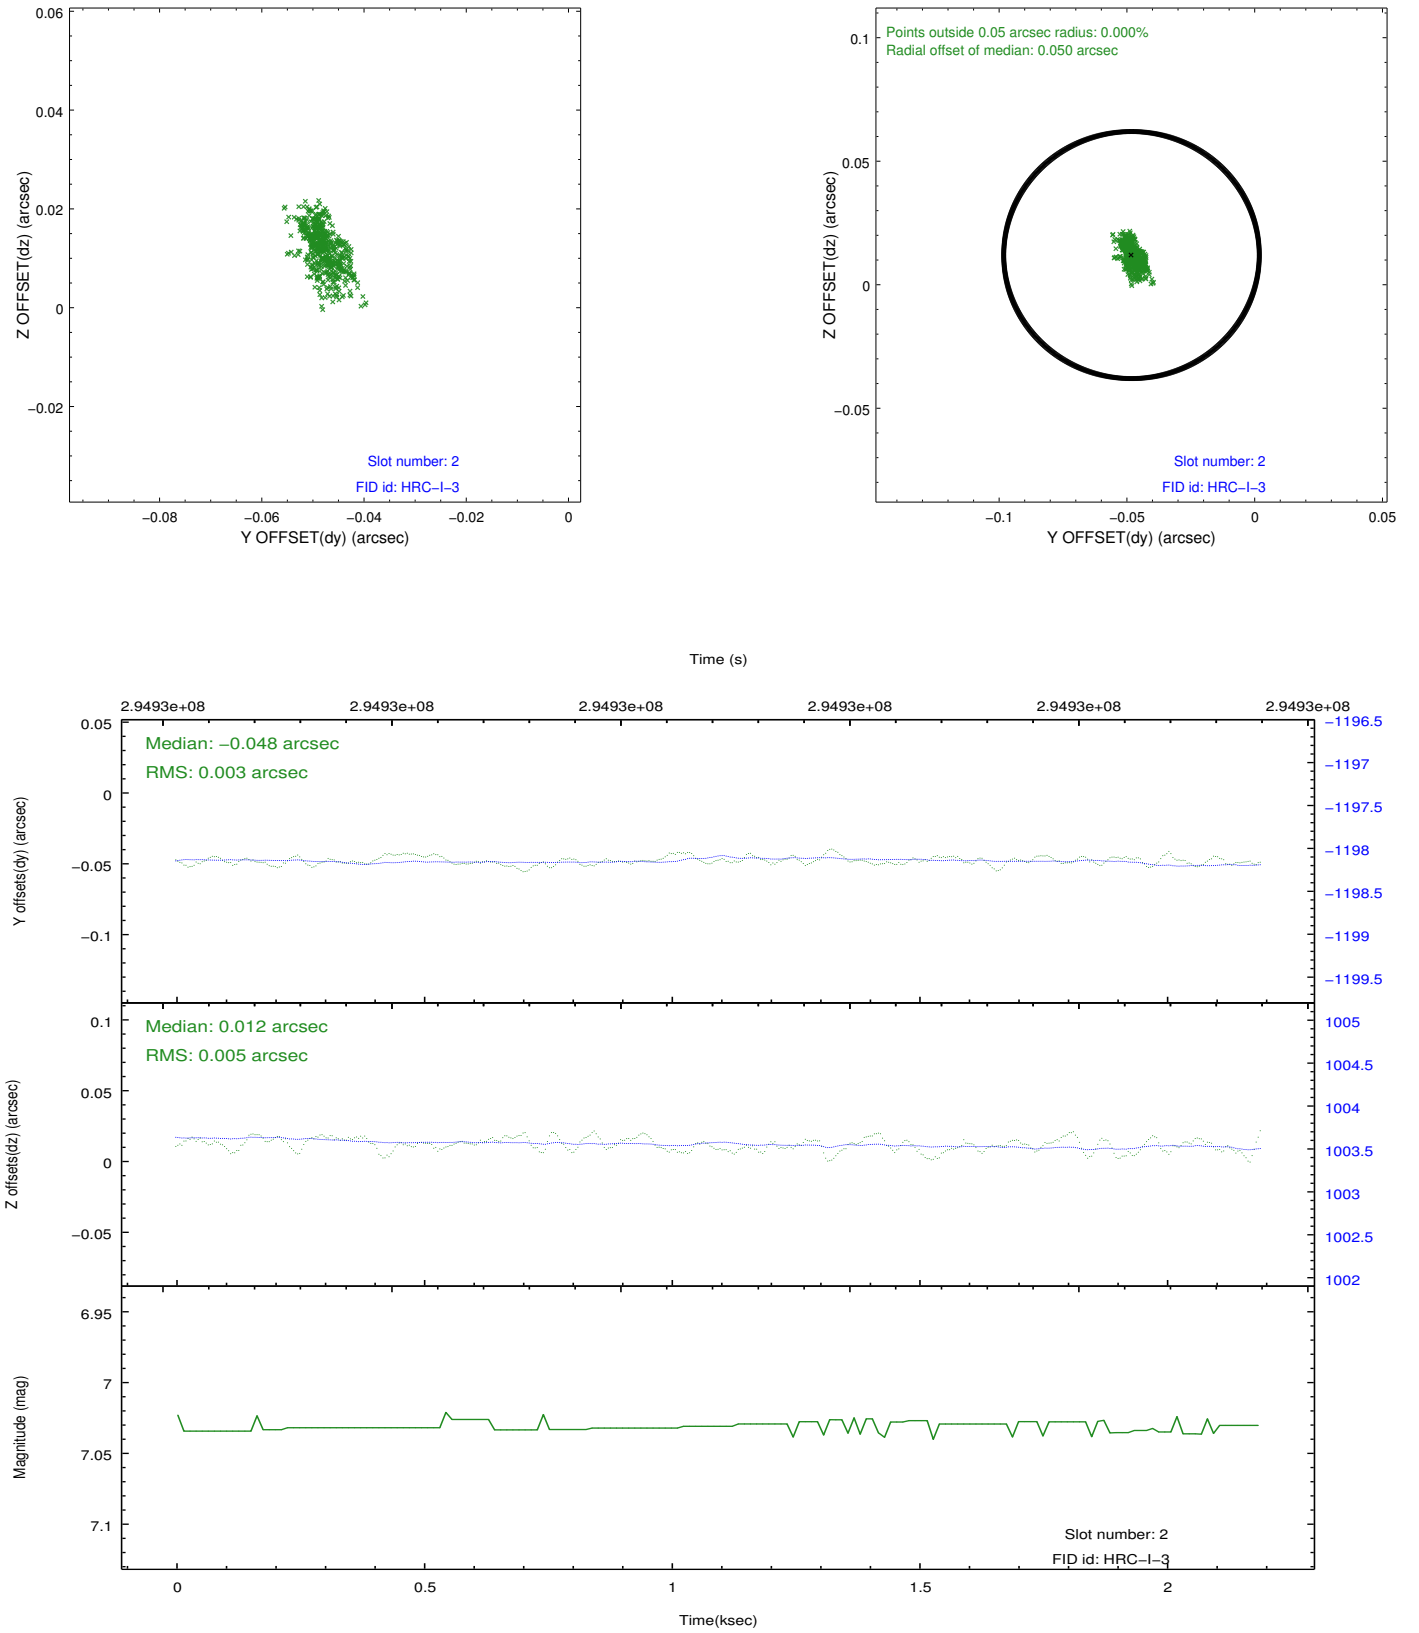 0.06
0.04
0.02
0
−0.02
Z OFFSET(dz) (arcsec)
Slot number: 2
FID id: HRC−I−3
−0.08
−0.06
−0.04
−0.02
0
Y OFFSET(dy) (arcsec)
Points outside 0.05 arcsec radius: 0.000%
Radial offset of median: 0.050 arcsec
0.1
0.05
0
−0.05
Z OFFSET(dz) (arcsec)
Slot number: 2
FID id: HRC−I−3
−0.1
−0.05
0
0.05
Y OFFSET(dy) (arcsec)
Time (s)
2.9493e+08
2.9493e+08
2.9493e+08
2.9493e+08
2.9493e+08
2.9493e+08
Median: −0.048 arcsec
RMS: 0.003 arcsec
0.05
0
−0.05
−0.1
Y offsets(dy) (arcsec)
−1196.5
−1197
−1197.5
−1198
−1198.5
−1199
−1199.5
Median: 0.012 arcsec
RMS: 0.005 arcsec
0.1
0.05
0
−0.05
Z offsets(dz) (arcsec)
1005
1004.5
1004
1003.5
1003
1002.5
1002
6.95
7
7.05
7.1
Magnitude (mag)
Slot number: 2
FID id: HRC−I−3
0
0.5
1
1.5
2
Time(ksec)